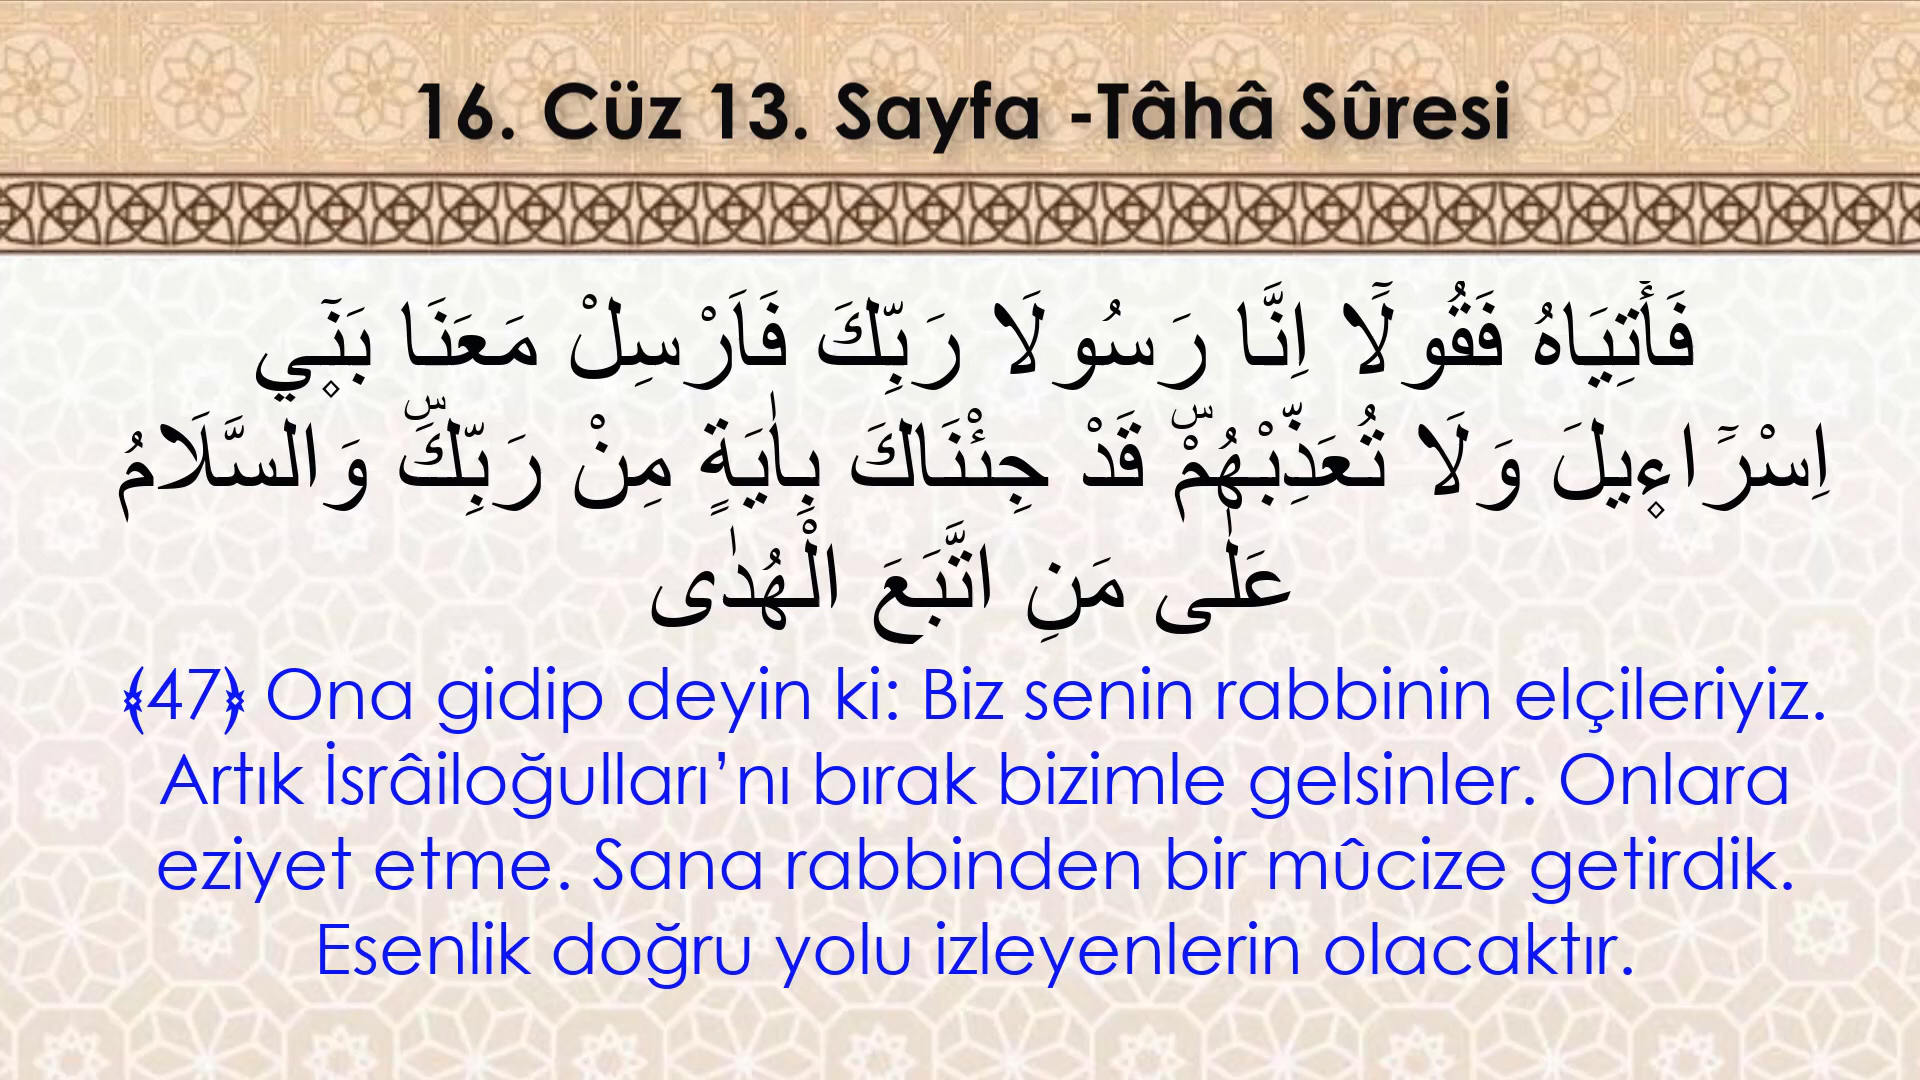 16. Cüz 13. Sayfa -Tâhâ Sûresi
فَأْتِيَاهُ فَقُولَٓا اِنَّا رَسُولَا رَبِّكَ فَاَرْسِلْ مَعَنَا بَن۪ٓي
اِسْرَٓاء۪يلَ وَلَا تُعَذِّبْهُمْۜ قَدْ جِئْنَاكَ بِاٰيَةٍ مِنْ رَبِّكَۜ وَالسَّلَامُ
عَلٰى مَنِ اتَّبَعَ الْهُدٰى
﴾47﴿ Ona gidip deyin ki: Biz senin rabbinin elçileriyiz.
Artık İsrâiloğulları’nı bırak bizimle gelsinler. Onlara
eziyet etme. Sana rabbinden bir mûcize getirdik.
Esenlik doğru yolu izleyenlerin olacaktır.